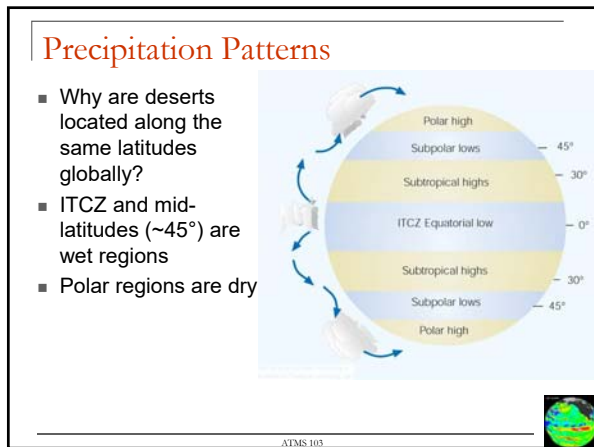 Precipitation Patterns
Why are deserts
located along the
same latitudes
globally?
ITCZ and mid-
latitudes (~45°) are
wet regions
Polar regions are dry
Polar high
Subpolar lows
45°
30°
Subtropical highs
ITCZ Equatorial low
0°
Subtropical highs
30°
Subpolar lows
45°
Polar high
ATMS 103